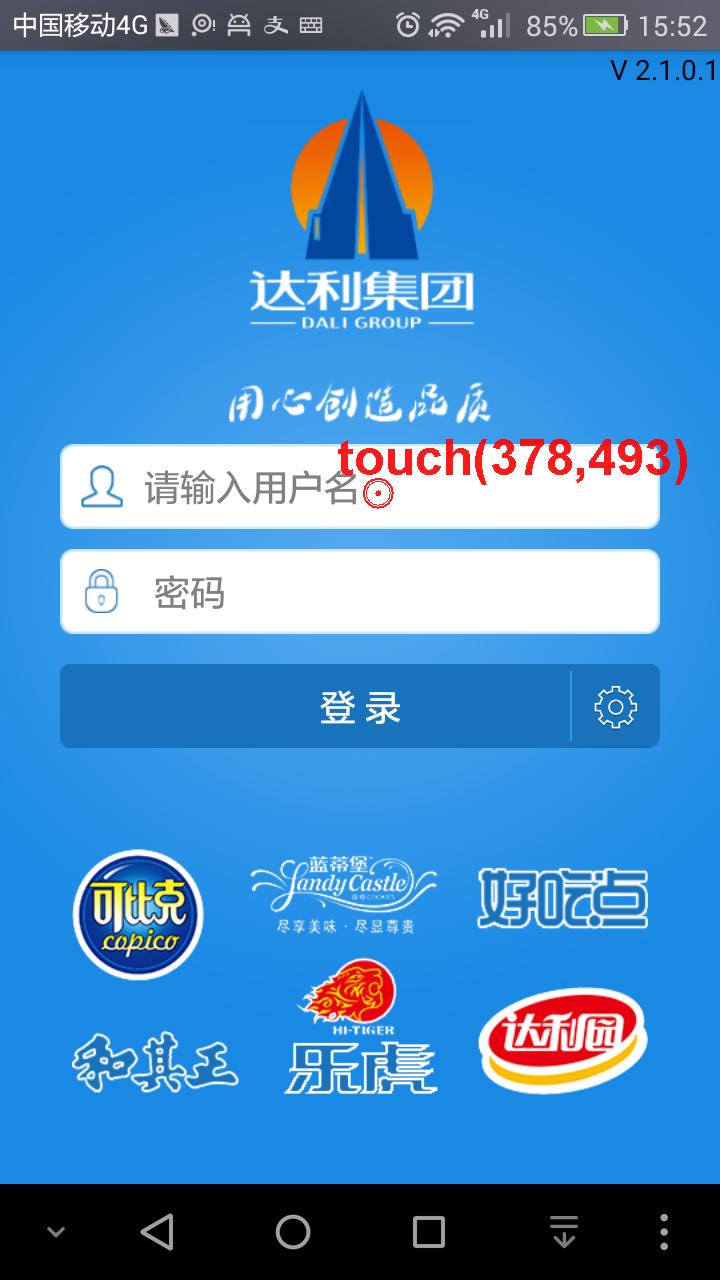 中国移动4G 4G 85% 15:52
V 2.1.0.1
达利集团
DALI GROUP
用心创造品质
touch(378,493)
请输入用户名
密码
登录
可比克
copico
蓝蒂堡
Landy Castle
尽享美味·尽显尊贵
好吃点
HI-TIGER
乐虎
和其正
达利园